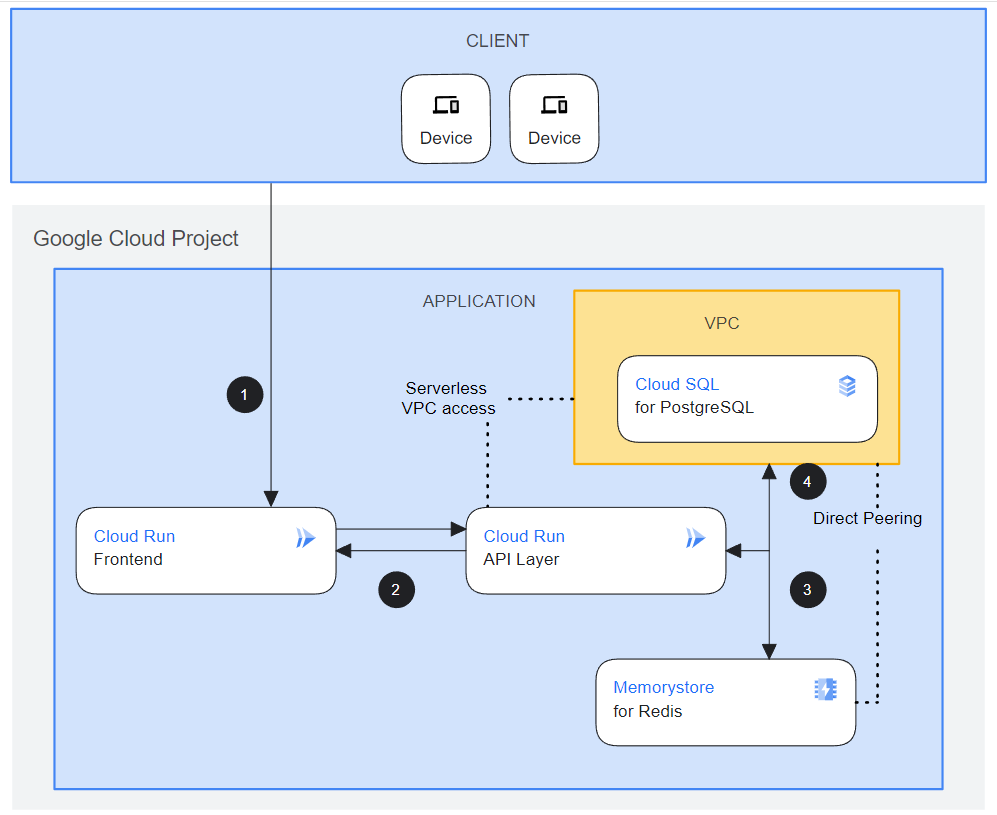 CLIENT
Device
Device
Google Cloud Project
APPLICATION
VPC
Cloud SQL
for PostgreSQL
Serverless
VPC access
1
4
Direct Peering
Cloud Run
Frontend
Cloud Run
API Layer
2
3
Memorystore
for Redis